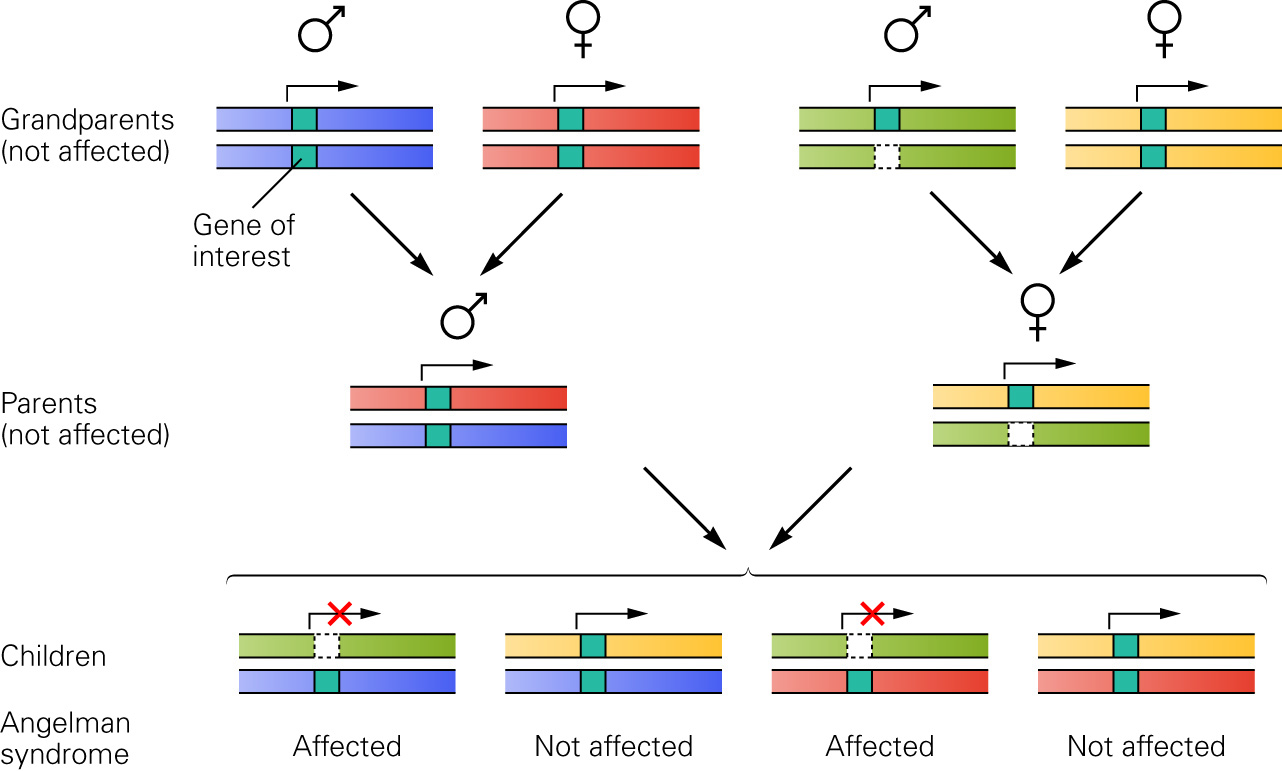 Grandparents
(not affected)
Gene of
interest
Parents
(not affected)
Children
Angelman
syndrome
Affected
Not affected
Affected
Not affected